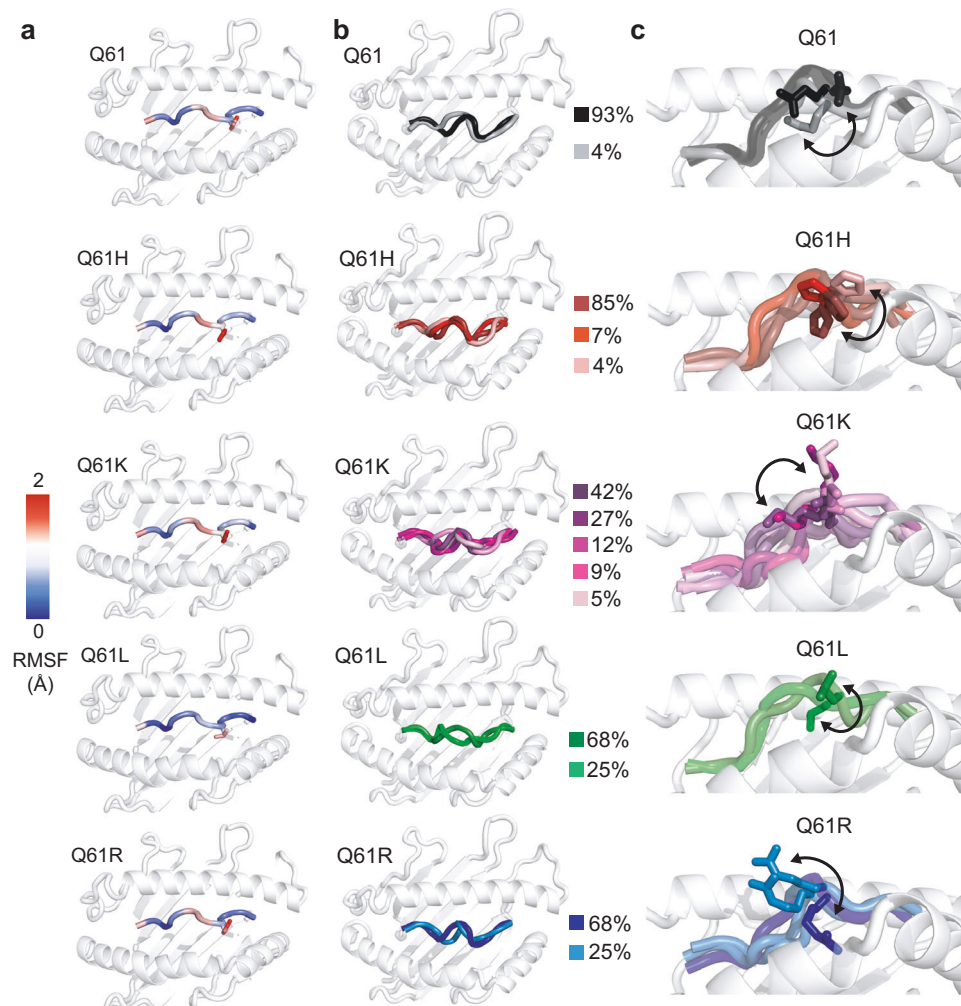 a
b
c
Q61
Q61
93%
4%
Q61
Q61H
Q61H
85%
7%
4%
Q61H
Q61K
Q61K
42%
27%
12%
9%
5%
Q61K
2
0
RMSF
(Å)
Q61L
Q61L
68%
25%
Q61L
Q61R
Q61R
68%
25%
Q61R